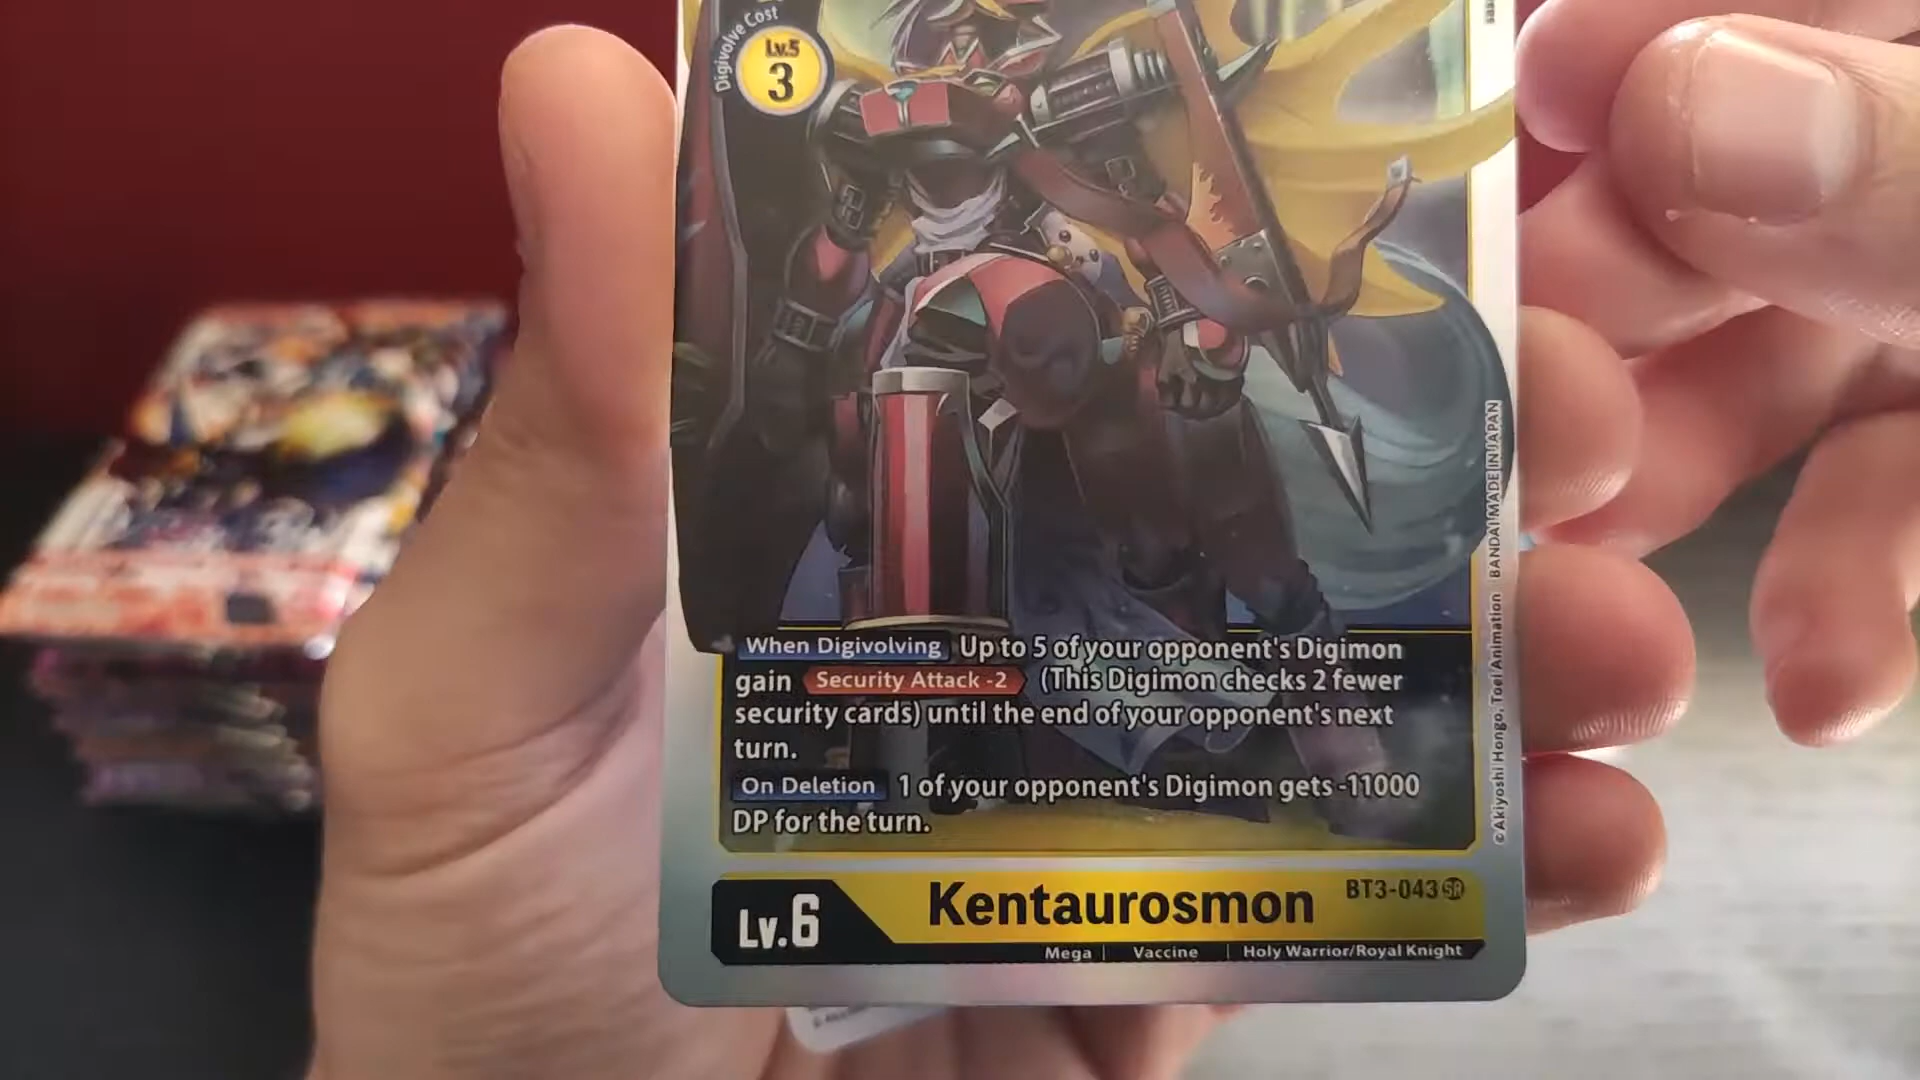 Digivolve Cost
Lv.5
3
When Digivolving Up to 5 of your opponent's Digimon
gain Security Attack -2 (This Digimon checks 2 fewer
security cards) until the end of your opponent's next
turn.
On Deletion 1 of your opponent's Digimon gets -11000
DP for the turn.
©Akiyoshi Hongo, Toei Animation BANDAI MADE IN JAPAN
Lv.6
Kentaurosmon
BT3-043 SR
Mega | Vaccine | Holy Warrior/Royal Knight